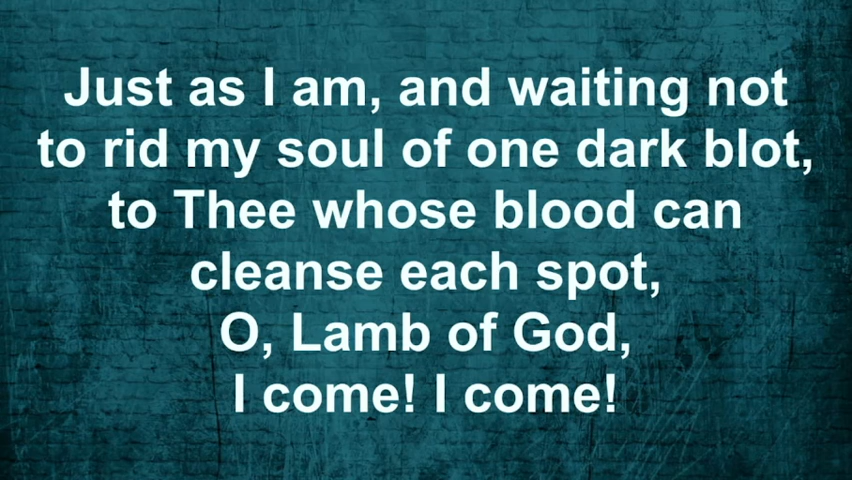 Just as I am, and waiting not
to rid my soul of one dark blot,
to Thee whose blood can
cleanse each spot,
O, Lamb of God,
I come! I come!